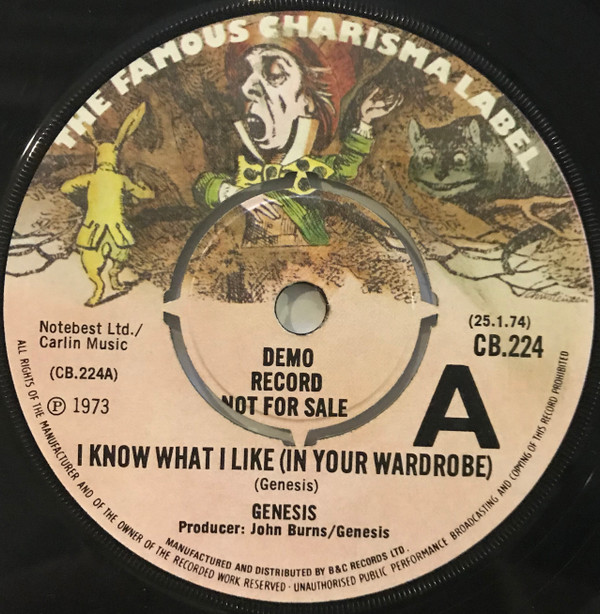 THE FAMOUS CHARISMA LABEL
Notebest Ltd./
Carlin Music
(CB.224A)
℗ 1973
DEMO
RECORD
NOT FOR SALE
(25.1.74)
CB.224
A
I KNOW WHAT I LIKE (IN YOUR WARDROBE)
(Genesis)
GENESIS
Producer: John Burns/Genesis
MANUFACTURED AND DISTRIBUTED BY B&C RECORDS LTD.
ALL RIGHTS OF THE MANUFACTURER AND OF THE OWNER OF THE RECORDED WORK RESERVED · UNAUTHORISED PUBLIC PERFORMANCE BROADCASTING AND COPYING OF THIS RECORD PROHIBITED